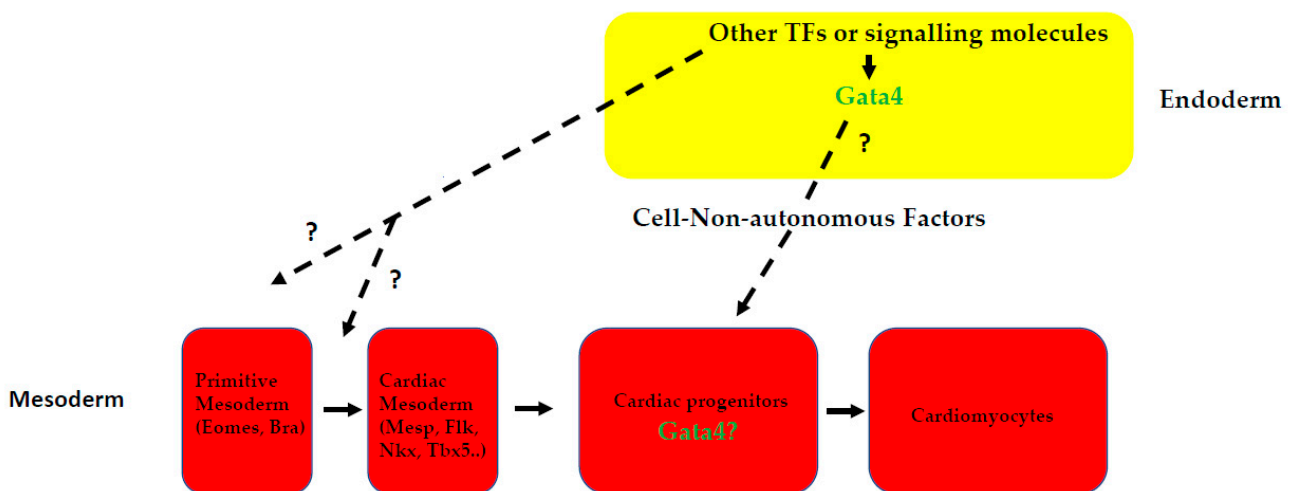 Other TFs or signalling molecules
Gata4
Endoderm
?
Cell-Non-autonomous Factors
?
?
Mesoderm
Primitive
Mesoderm
(Eomes, Bra)
Cardiac
Mesoderm
(Mesp, Flk,
Nkx, Tbx5..)
Cardiac progenitors
Gata4?
Cardiomyocytes